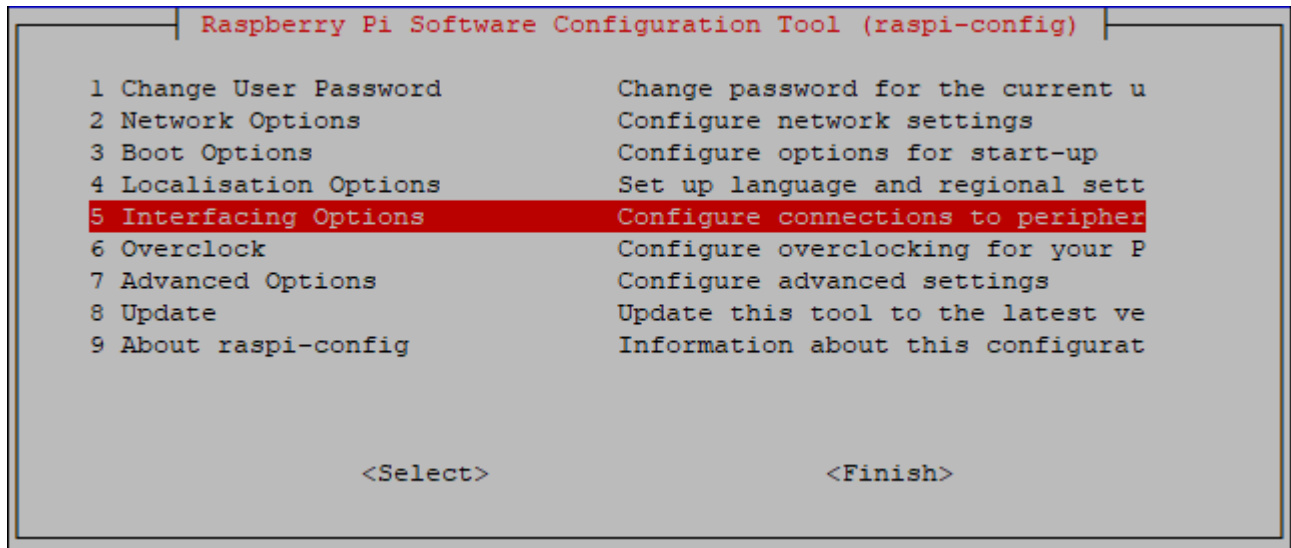 Raspberry Pi Software Configuration Tool (raspi-config)
1 Change User Password Change password for the current u
2 Network Options Configure network settings
3 Boot Options Configure options for start-up
4 Localisation Options Set up language and regional sett
5 Interfacing Options Configure connections to peripher
6 Overclock Configure overclocking for your P
7 Advanced Options Configure advanced settings
8 Update Update this tool to the latest ve
9 About raspi-config Information about this configurat
<Select> <Finish>